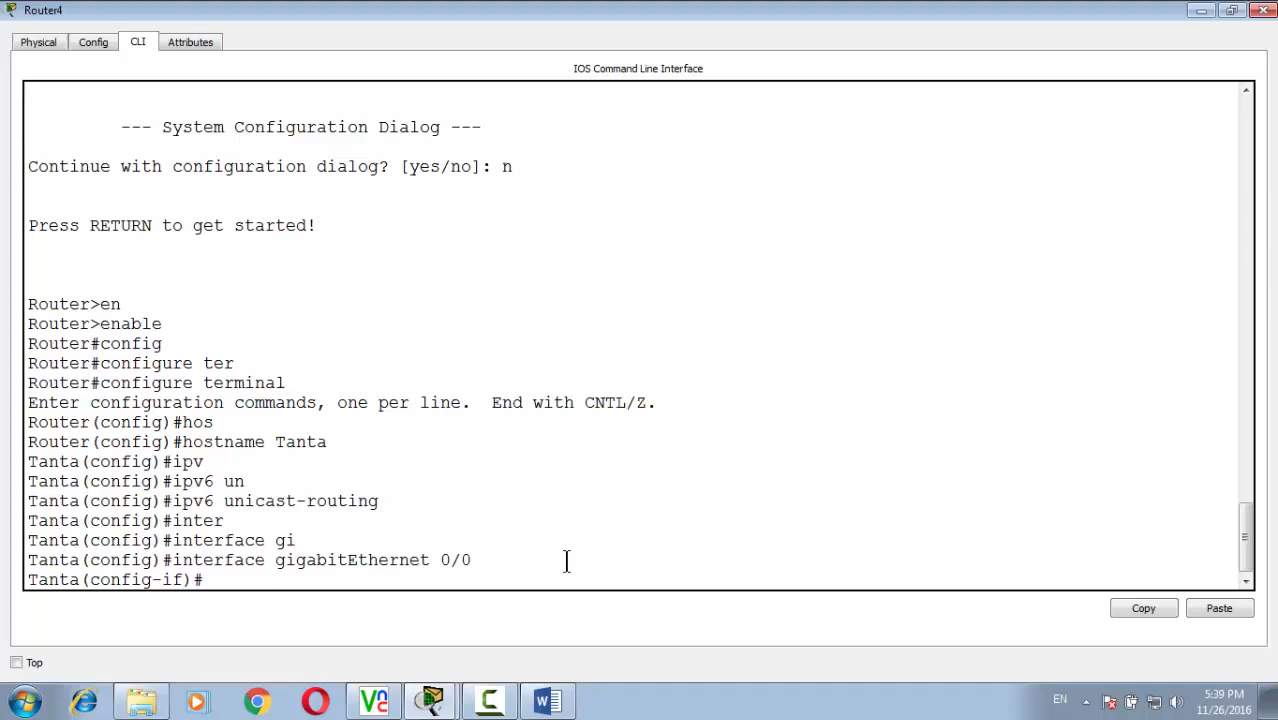 Router4
Physical
Config
CLI
Attributes
IOS Command Line Interface
--- System Configuration Dialog ---
Continue with configuration dialog? [yes/no]: n
Press RETURN to get started!
Router>en
Router>enable
Router#config
Router#configure ter
Router#configure terminal
Enter configuration commands, one per line.  End with CNTL/Z.
Router(config)#hos
Router(config)#hostname Tanta
Tanta(config)#ipv
Tanta(config)#ipv6 un
Tanta(config)#ipv6 unicast-routing
Tanta(config)#inter
Tanta(config)#interface gi
Tanta(config)#interface gigabitEthernet 0/0
Tanta(config-if)#
Copy
Paste
Top
EN
5:39 PM
11/26/2016